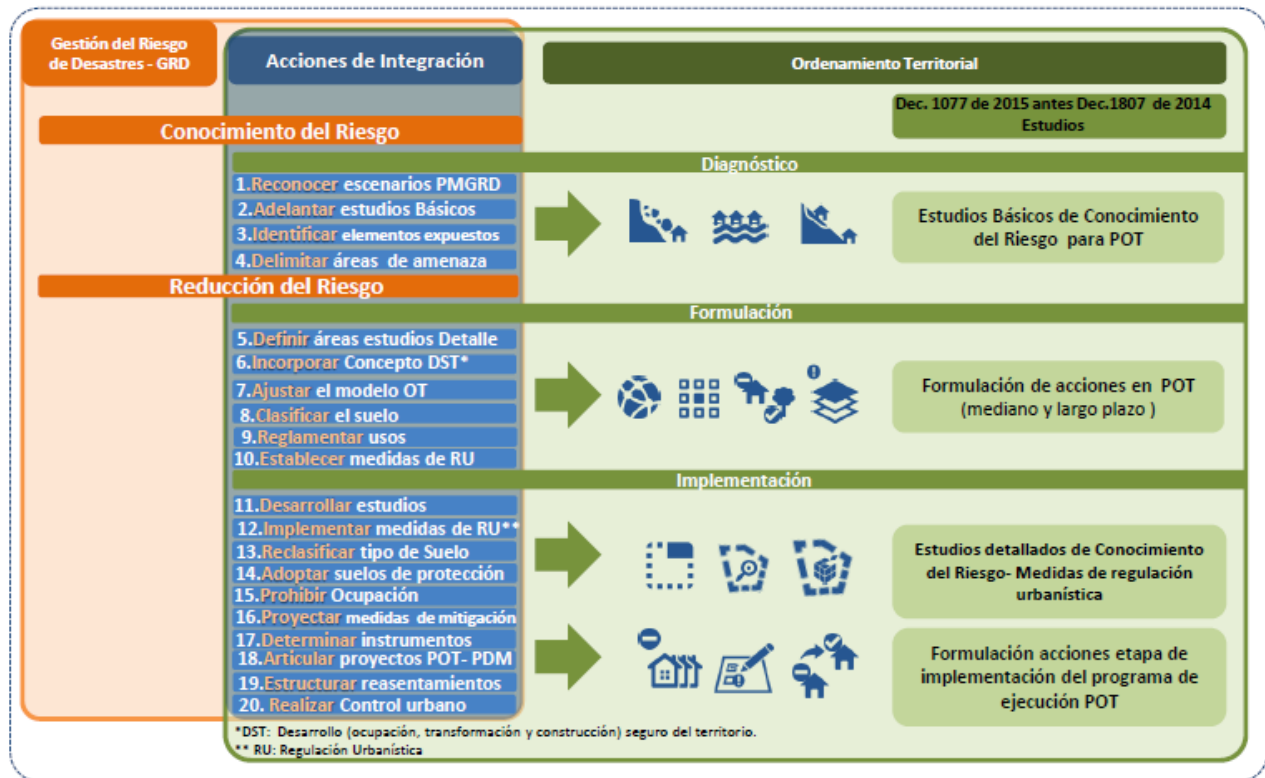 Gestión del Riesgo
de Desastres - GRD
Acciones de Integración
Ordenamiento Territorial
Dec. 1077 de 2015 antes Dec.1807 de 2014
Estudios
Conocimiento del Riesgo
Diagnóstico
1.Reconocer escenarios PMGRD
2.Adelantar estudios Básicos
3.Identificar elementos expuestos
4.Delimitar áreas de amenaza
Estudios Básicos de Conocimiento
del Riesgo para POT
Reducción del Riesgo
Formulación
5.Definir áreas estudios Detalle
6.Incorporar Concepto DST*
7.Ajustar el modelo OT
8.Clasificar el suelo
9.Reglamentar usos
10.Establecer medidas de RU
Formulación de acciones en POT
(mediano y largo plazo )
Implementación
11.Desarrollar estudios
12.Implementar medidas de RU**
13.Reclasificar tipo de Suelo
14.Adoptar suelos de protección
15.Prohibir Ocupación
16.Proyectar medidas de mitigación
17.Determinar instrumentos
18.Articular proyectos POT- PDM
19.Estructurar reasentamientos
20. Realizar Control urbano
Estudios detallados de Conocimiento
del Riesgo- Medidas de regulación
urbanística
Formulación acciones etapa de
implementación del programa de
ejecución POT
*DST: Desarrollo (ocupación, transformación y construcción) seguro del territorio.
** RU: Regulación Urbanística